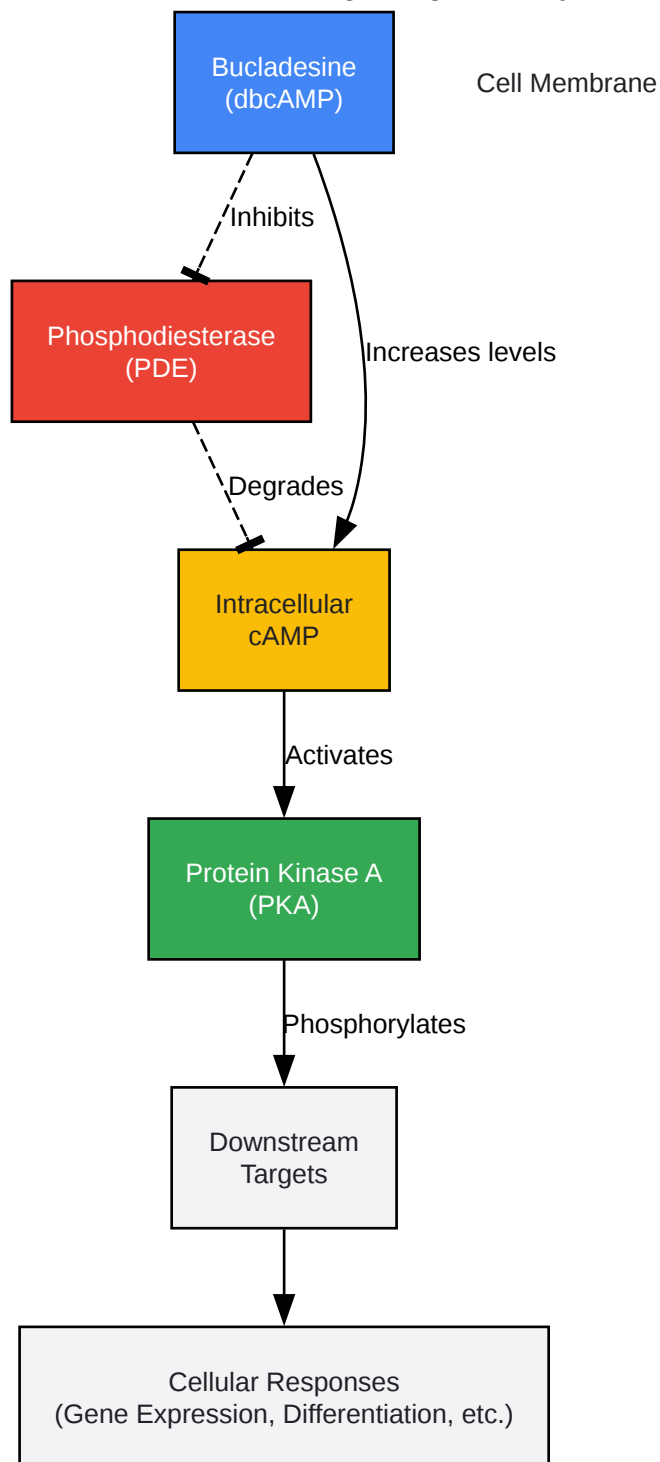 Bucladesine
(dbcAMP)
Cell Membrane
Inhibits
Phosphodiesterase
(PDE)
Increases levels
Degrades
Intracellular
cAMP
Activates
Protein Kinase A
(PKA)
Phosphorylates
Downstream
Targets
Cellular Responses
(Gene Expression, Differentiation, etc.)